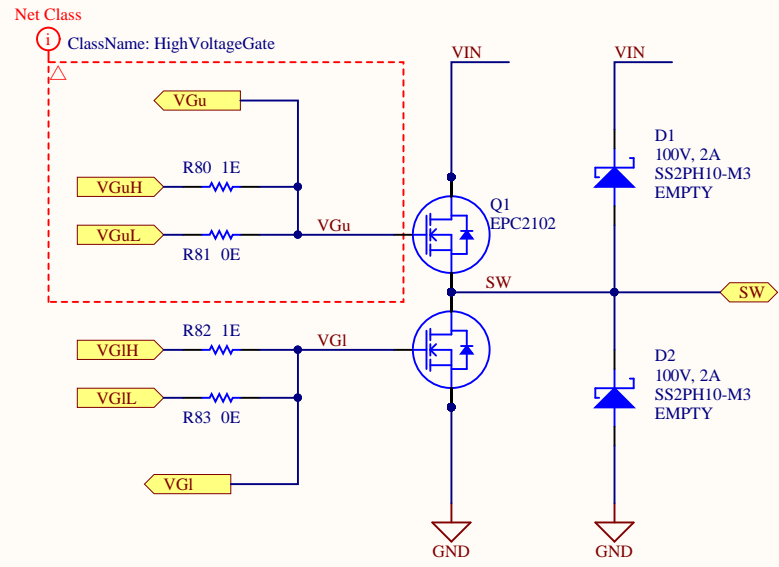 Net Class
i
ClassName: HighVoltageGate
VIN
VIN
VGu
D1
100V, 2A
SS2PH10-M3
EMPTY
R80 1E
VGuH
Q1
EPC2102
VGuL
VGu
R81 0E
SW
SW
R82 1E
VGlH
VGl
D2
100V, 2A
SS2PH10-M3
EMPTY
VGlL
R83 0E
VGl
GND
GND